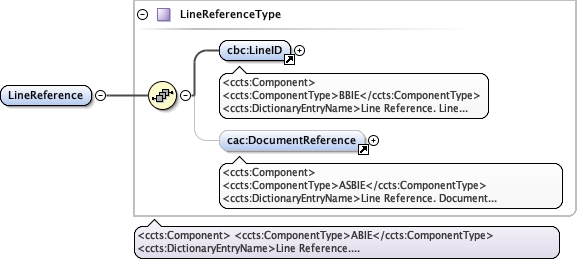 LineReferenceType
cbc:LineID
<ccts:Component>
<ccts:ComponentType>BBIE</ccts:ComponentType>
<ccts:DictionaryEntryName>Line Reference. Line...
LineReference
cac:DocumentReference
<ccts:Component>
<ccts:ComponentType>ASBIE</ccts:ComponentType>
<ccts:DictionaryEntryName>Line Reference. Document...
<ccts:Component> <ccts:ComponentType>ABIE</ccts:ComponentType>
<ccts:DictionaryEntryName>Line Reference....